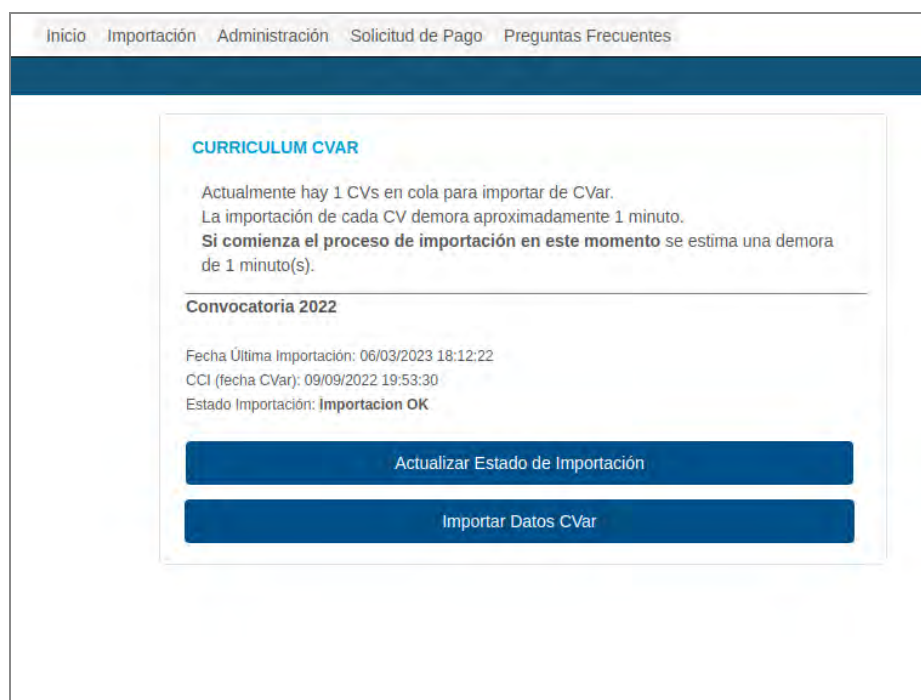 Inicio Importación Administración Solicitud de Pago Preguntas Frecuentes
CURRICULUM CVAR
Actualmente hay 1 CVs en cola para importar de CVar.
La importación de cada CV demora aproximadamente 1 minuto.
Si comienza el proceso de importación en este momento se estima una demora
de 1 minuto(s).
Convocatoria 2022
Fecha Última Importación: 06/03/2023 18:12:22
CCI (fecha CVar): 09/09/2022 19:53:30
Estado Importación: Importacion OK
Actualizar Estado de Importación
Importar Datos CVar